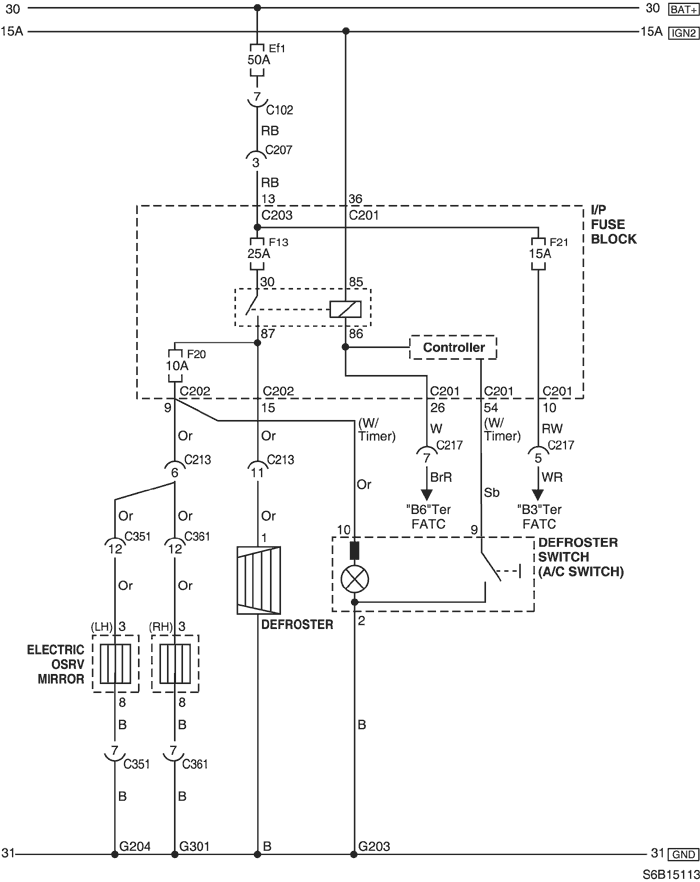 30 30 BAT+
15A 15A IGN2
Ef1
50A
7
C102
RB
C207
3
RB
13 36
C203 C201
I/P
FUSE
BLOCK
F13
25A
F21
15A
30 85
87 86
Controller
F20
10A
C202 C202 C201 C201 C201
9 15 26 54 10
(W/
Timer)
W
(W/
Timer)
RW
Or Or
C217 C217
7 5
C213 C213
6 11
BrR WR
Or
Sb
"B6"Ter
FATC
"B3"Ter
FATC
Or Or Or
C351 C361
12 12
1
10 9
DEFROSTER
SWITCH
(A/C SWITCH)
Or Or
DEFROSTER
2
(LH) 3 (RH) 3
ELECTRIC
OSRV
MIRROR
8 8
B B B
7 7
C351 C361
B B
G204 G301 B G203
31 31 GND
S6B15113